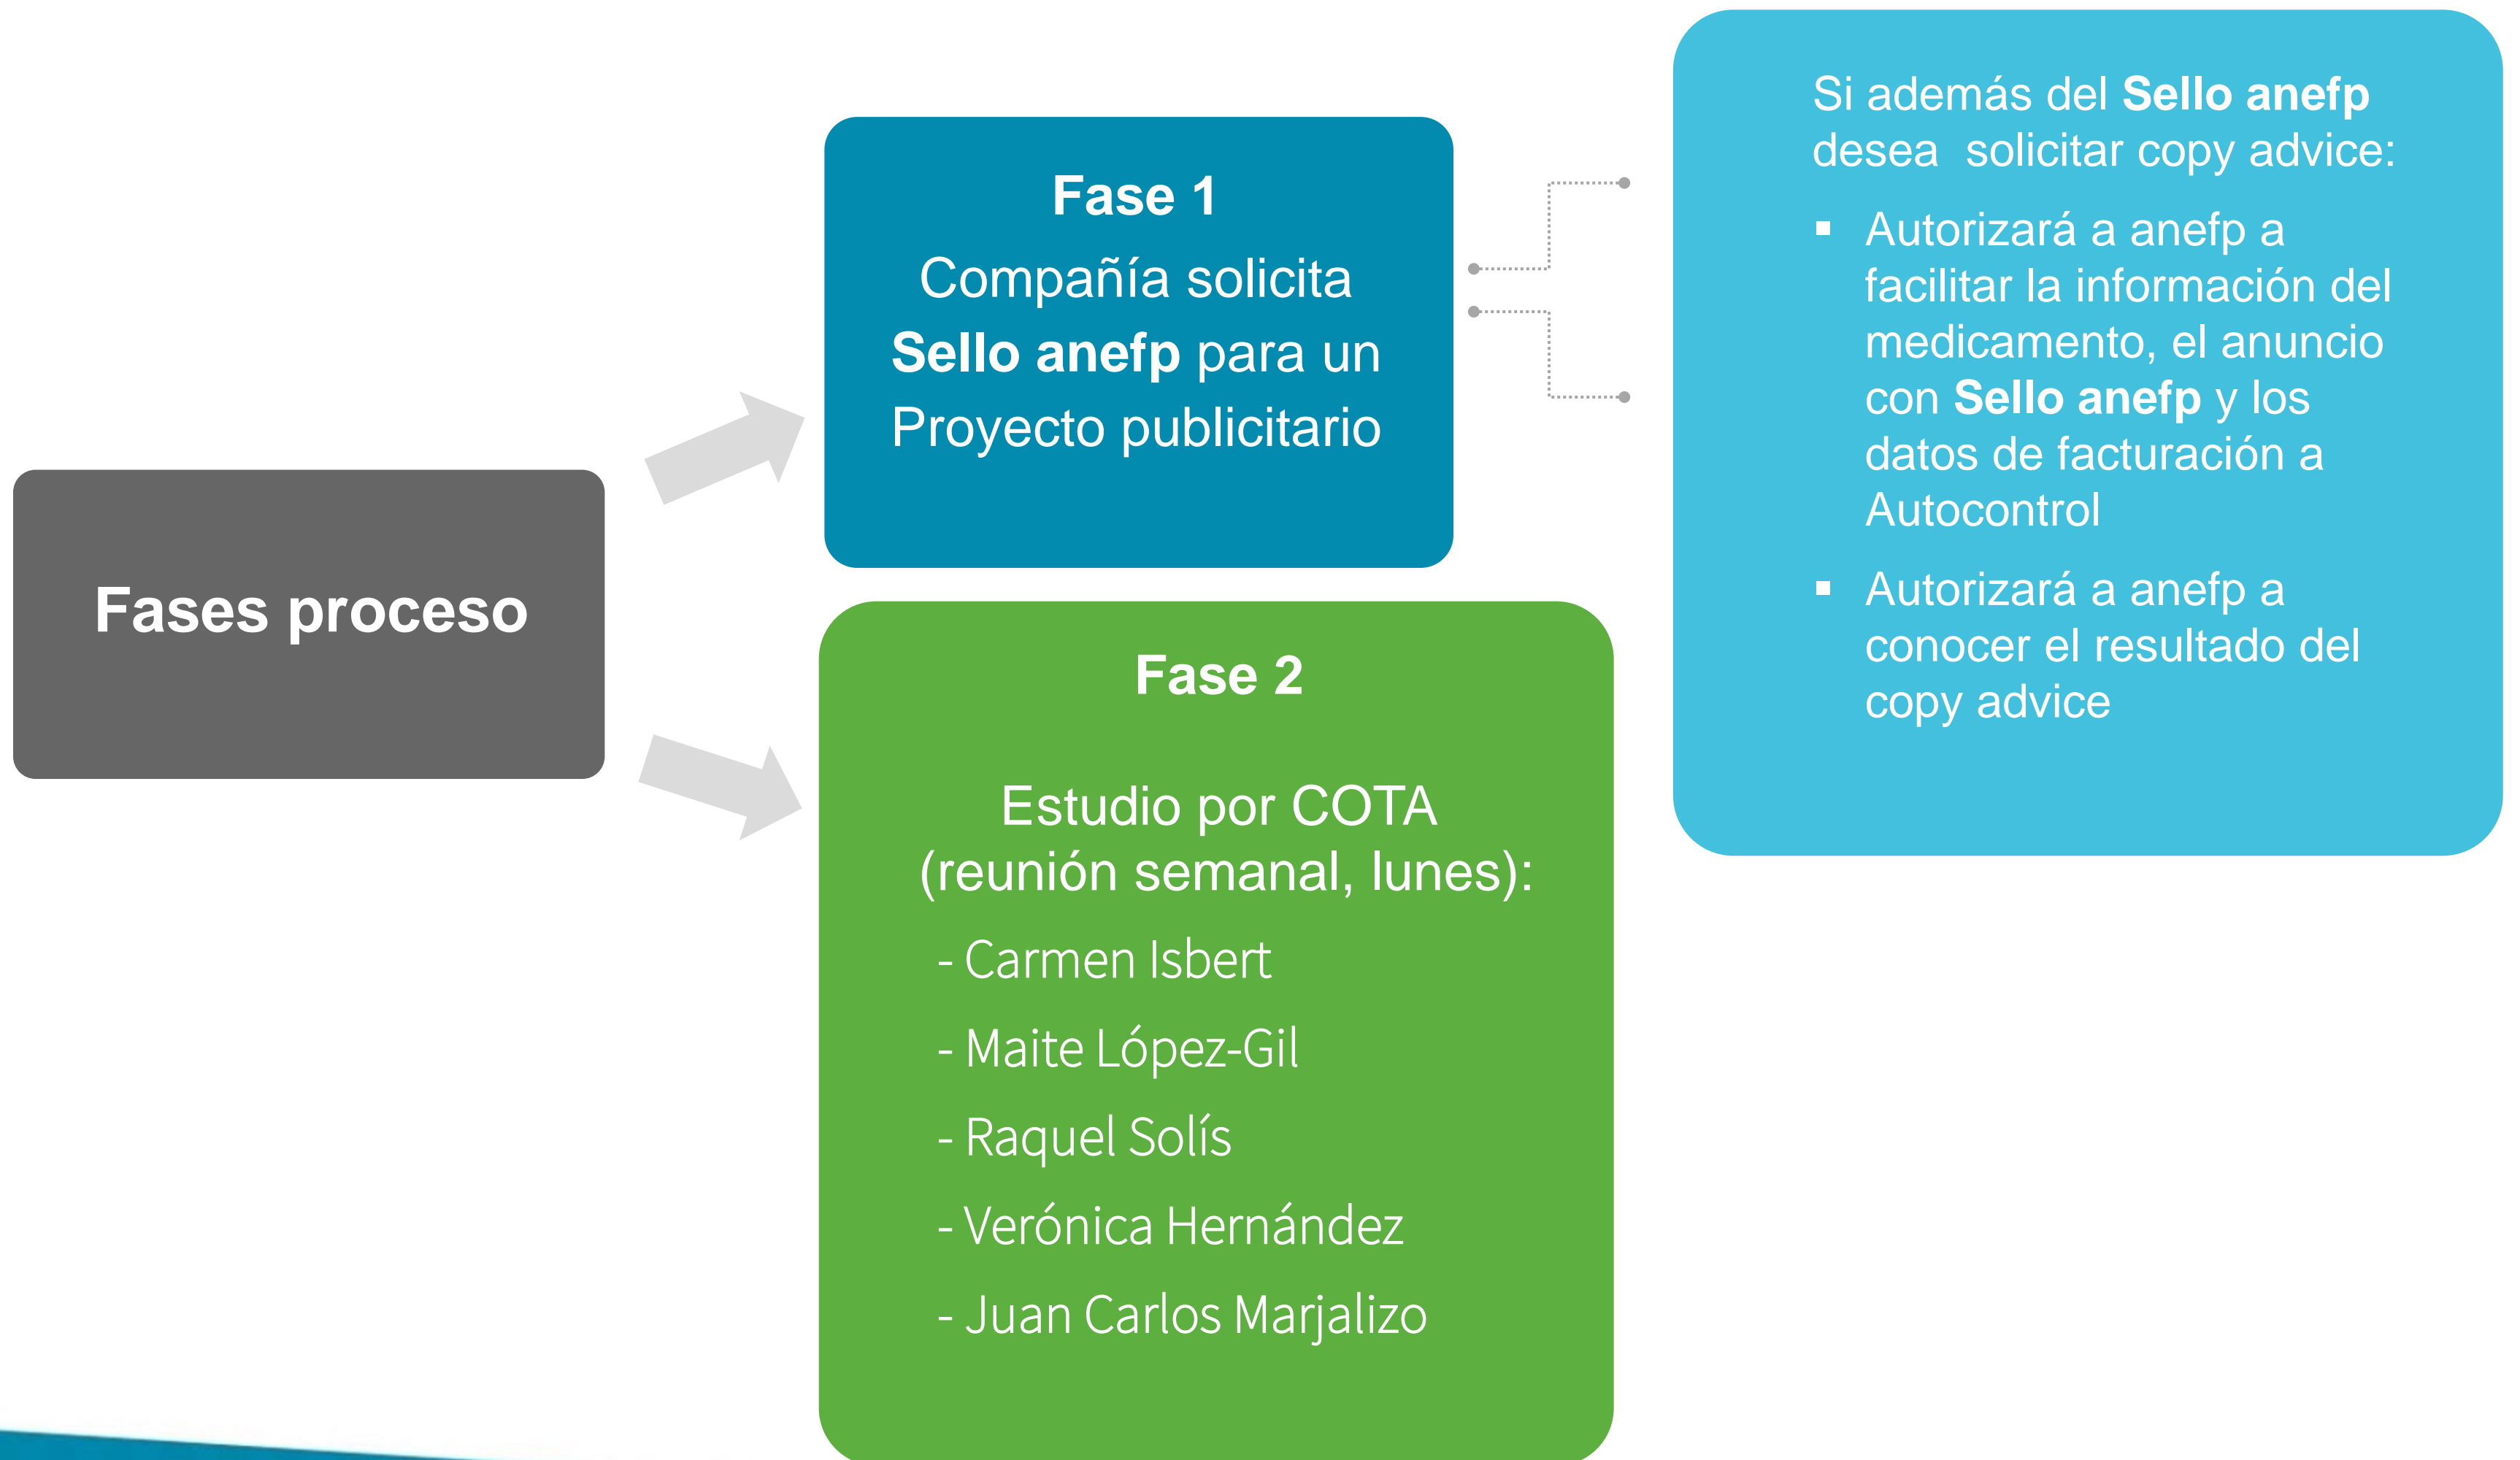 Fases proceso
Fase 1
Compañía solicita
Sello anefp para un
Proyecto publicitario
Si además del Sello anefp
desea solicitar copy advice:
▪ Autorizará a anefp a
facilitar la información del
medicamento, el anuncio
con Sello anefp y los
datos de facturación a
Autocontrol
▪ Autorizará a anefp a
conocer el resultado del
copy advice
Fase 2
Estudio por COTA
(reunión semanal, lunes):
- Carmen Isbert
- Maite López-Gil
- Raquel Solís
- Verónica Hernández
- Juan Carlos Marjalizo